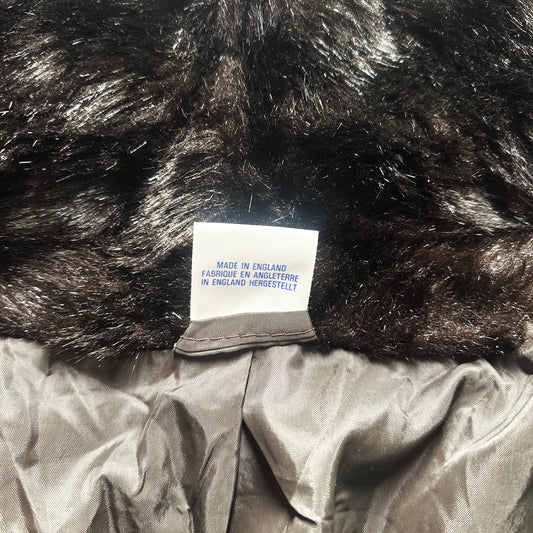 MADE IN ENGLAND
FABRIQUE EN ANGLETERRE
IN ENGLAND HERGESTELLT